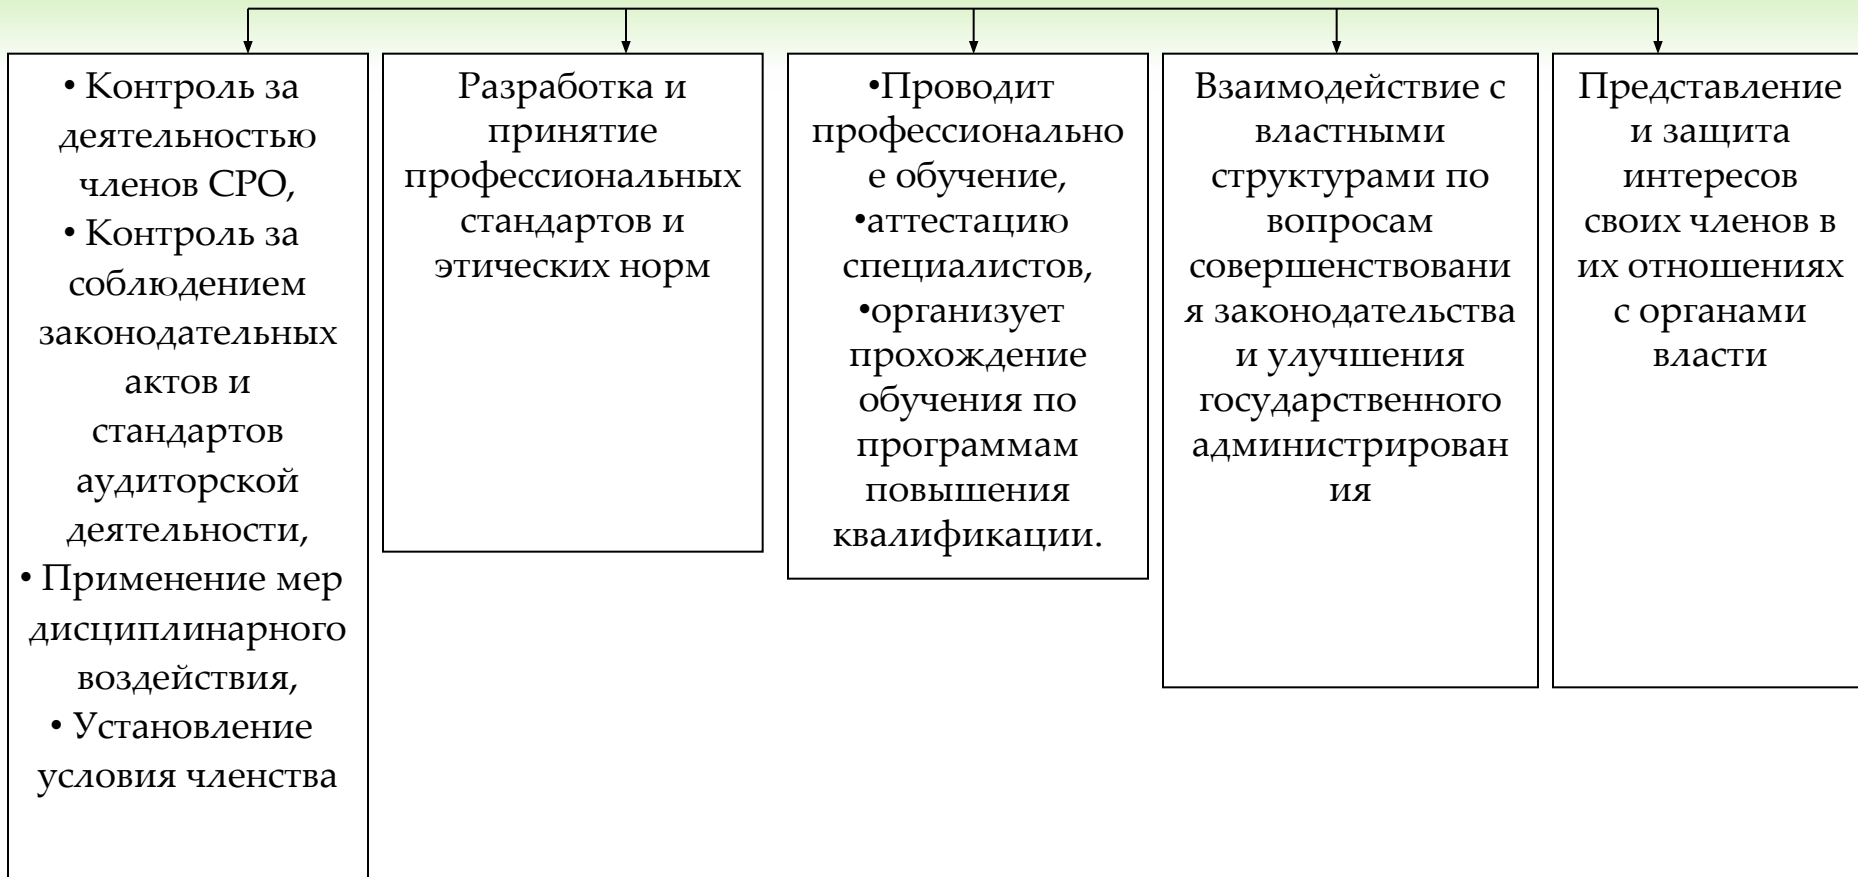 • Контроль за
деятельностью
членов СРО,
• Контроль за
соблюдением
законодательных
актов и
стандартов
аудиторской
деятельности,
• Применение мер
дисциплинарного
воздействия,
• Установление
условия членства
Разработка и
принятие
профессиональных
стандартов и
этических норм
•Проводит
профессионально
е обучение,
•аттестацию
специалистов,
•организует
прохождение
обучения по
программам
повышения
квалификации.
Взаимодействие с
властными
структурами по
вопросам
совершенствовани
я законодательства
и улучшения
государственного
администрирован
ия
Представление
и защита
интересов
своих членов в
их отношениях
с органами
власти